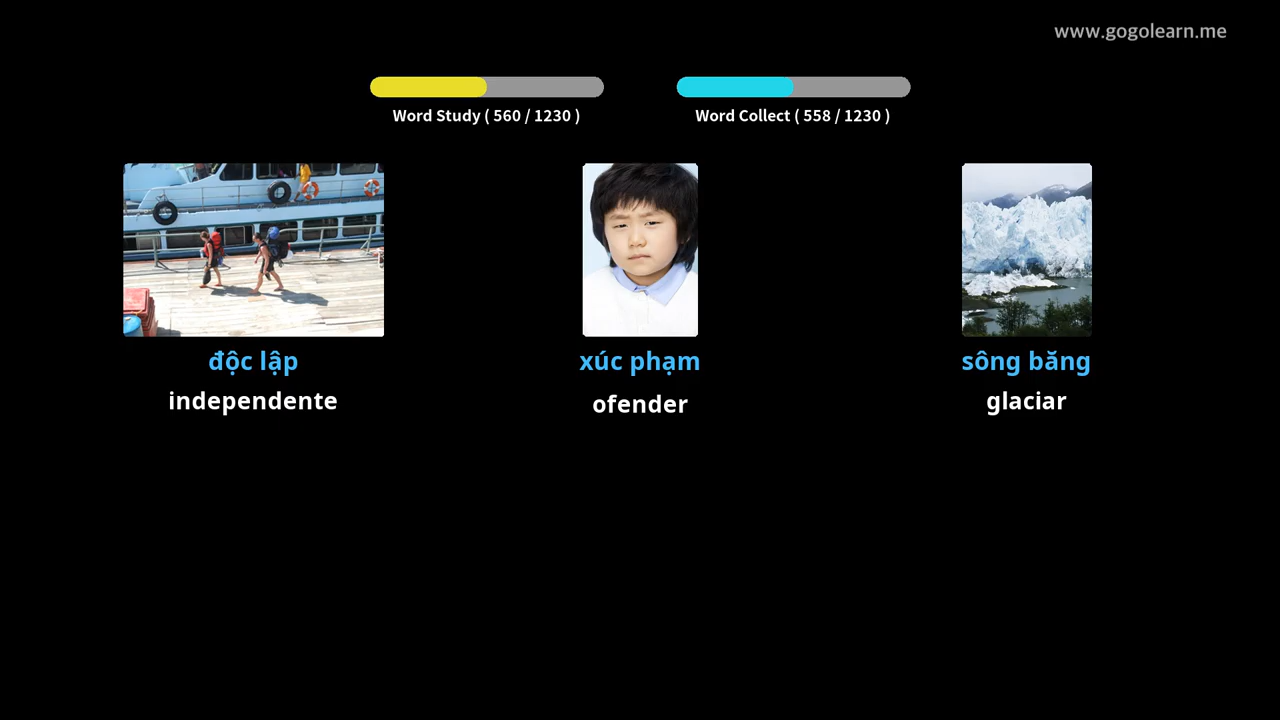 www.gogolearn.me
Word Study ( 560 / 1230 )
Word Collect ( 558 / 1230 )
độc lập
independente
xúc phạm
ofender
sông băng
glaciar